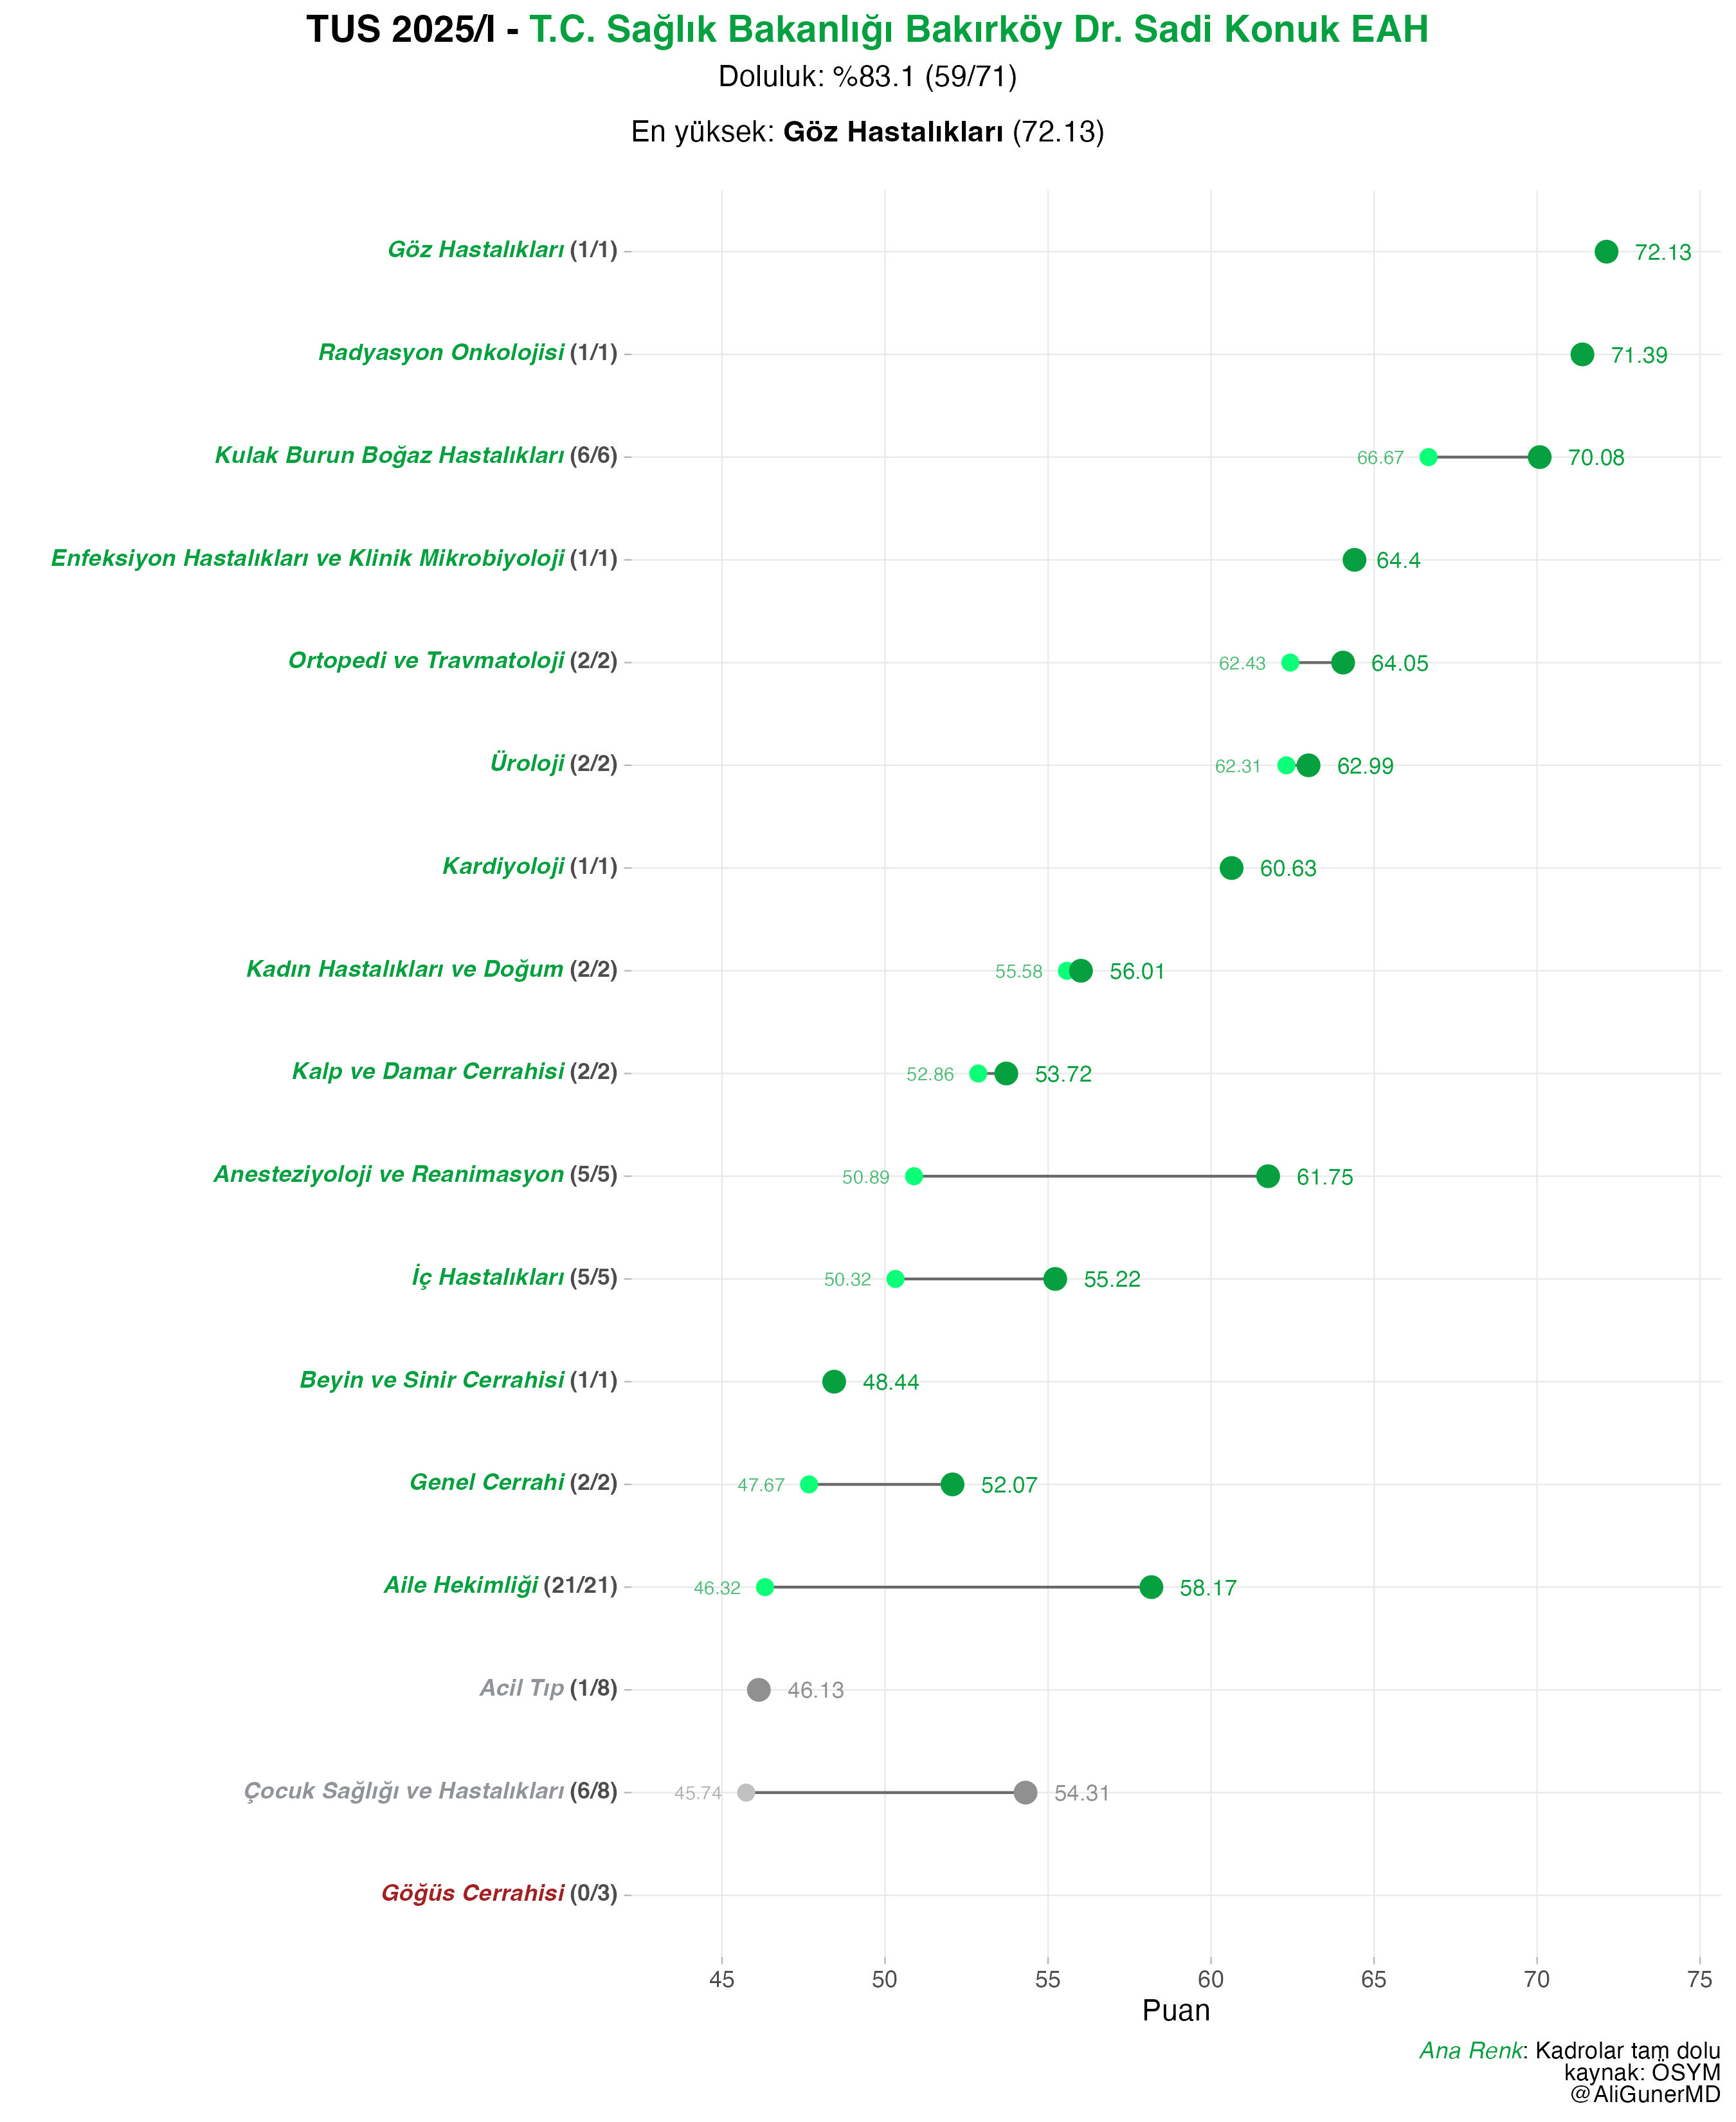 TUS 2025/I - T.C. Sağlık Bakanlığı Bakırköy Dr. Sadi Konuk EAH
Doluluk: %83.1 (59/71)
En yüksek: Göz Hastalıkları (72.13)
Göz Hastalıkları (1/1) 72.13
Radyasyon Onkolojisi (1/1) 71.39
Kulak Burun Boğaz Hastalıkları (6/6) 66.67 70.08
Enfeksiyon Hastalıkları ve Klinik Mikrobiyoloji (1/1) 64.4
Ortopedi ve Travmatoloji (2/2) 62.43 64.05
Üroloji (2/2) 62.31 62.99
Kardiyoloji (1/1) 60.63
Kadın Hastalıkları ve Doğum (2/2) 55.58 56.01
Kalp ve Damar Cerrahisi (2/2) 52.86 53.72
Anesteziyoloji ve Reanimasyon (5/5) 50.89 61.75
İç Hastalıkları (5/5) 50.32 55.22
Beyin ve Sinir Cerrahisi (1/1) 48.44
Genel Cerrahi (2/2) 47.67 52.07
Aile Hekimliği (21/21) 46.32 58.17
Acil Tıp (1/8) 46.13
Çocuk Sağlığı ve Hastalıkları (6/8) 45.74 54.31
Göğüs Cerrahisi (0/3)
45 50 55 60 65 70 75
Puan
Ana Renk: Kadrolar tam dolu
kaynak: ÖSYM
@AliGunerMD